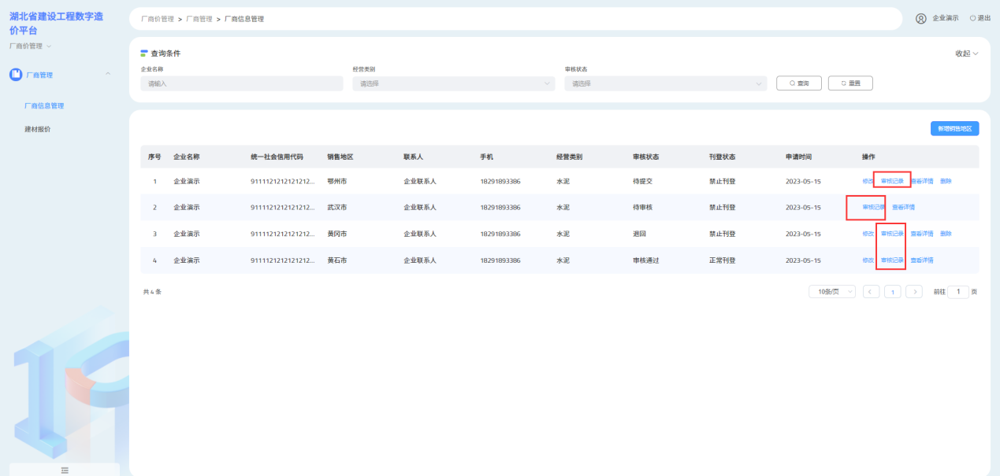 湖北省建设工程数字造
价平台
厂商价管理
厂商管理
厂商信息管理
建材报价
厂商价管理 > 厂商管理 > 厂商信息管理
企业演示 退出
查询条件 收起
企业名称 经营类别 审核状态
请输入 请选择 请选择 查询 重置
新增销售地区
序号 企业名称 统一社会信用代码 销售地区 联系人 手机 经营类别 审核状态 刊登状态 申请时间 操作
1 企业演示 9111121212121212... 鄂州市 企业联系人 18291893386 水泥 待提交 禁止刊登 2023-05-15 修改 审核记录 查看详情 删除
2 企业演示 9111121212121212... 武汉市 企业联系人 18291893386 水泥 待审核 禁止刊登 2023-05-15 审核记录 查看详情
3 企业演示 9111121212121212... 黄冈市 企业联系人 18291893386 水泥 退回 禁止刊登 2023-05-15 修改 审核记录 查看详情 删除
4 企业演示 9111121212121212... 黄石市 企业联系人 18291893386 水泥 审核通过 正常刊登 2023-05-15 修改 审核记录 查看详情
共 4 条 10条/页 < 1 > 前往 1 页